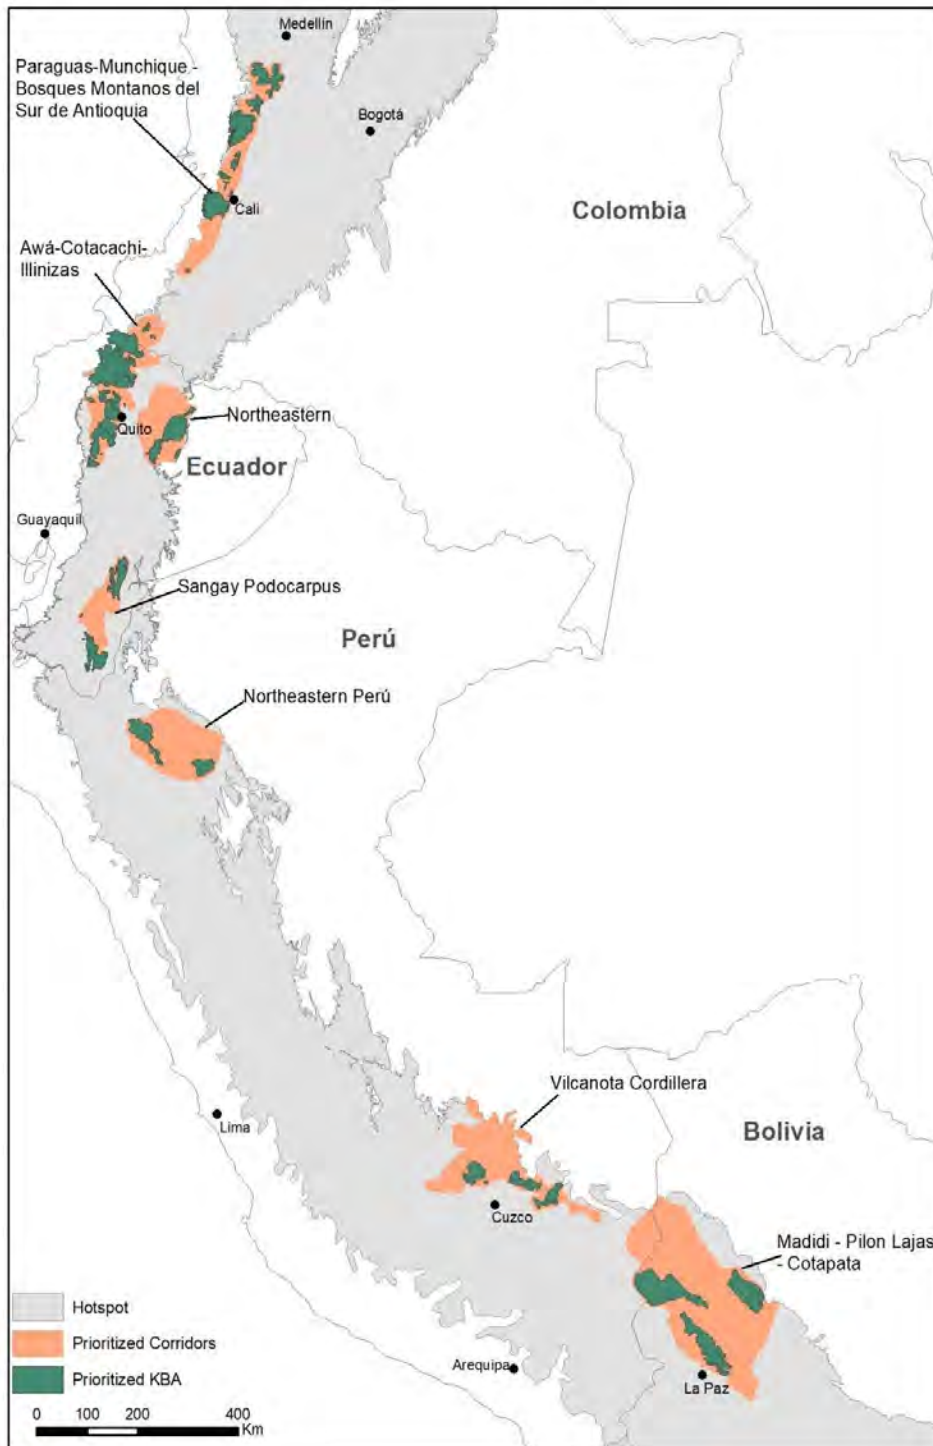 Medellín
Paraguas-Munchique -
Bosques Montanos del
Sur de Antioquia
Bogotá
Cali
Colombia
Awá-Cotacachi-
Illinizas
Northeastern
Quito
Ecuador
Guayaquil
Sangay Podocarpus
Perú
Northeastern Perú
Vilcanota Cordillera
Lima
Bolivia
Cuzco
Madidi - Pilon Lajas
- Cotapata
Hotspot
Prioritized Corridors
Arequipa
Prioritized KBA
La Paz
0 100 200 400
Km